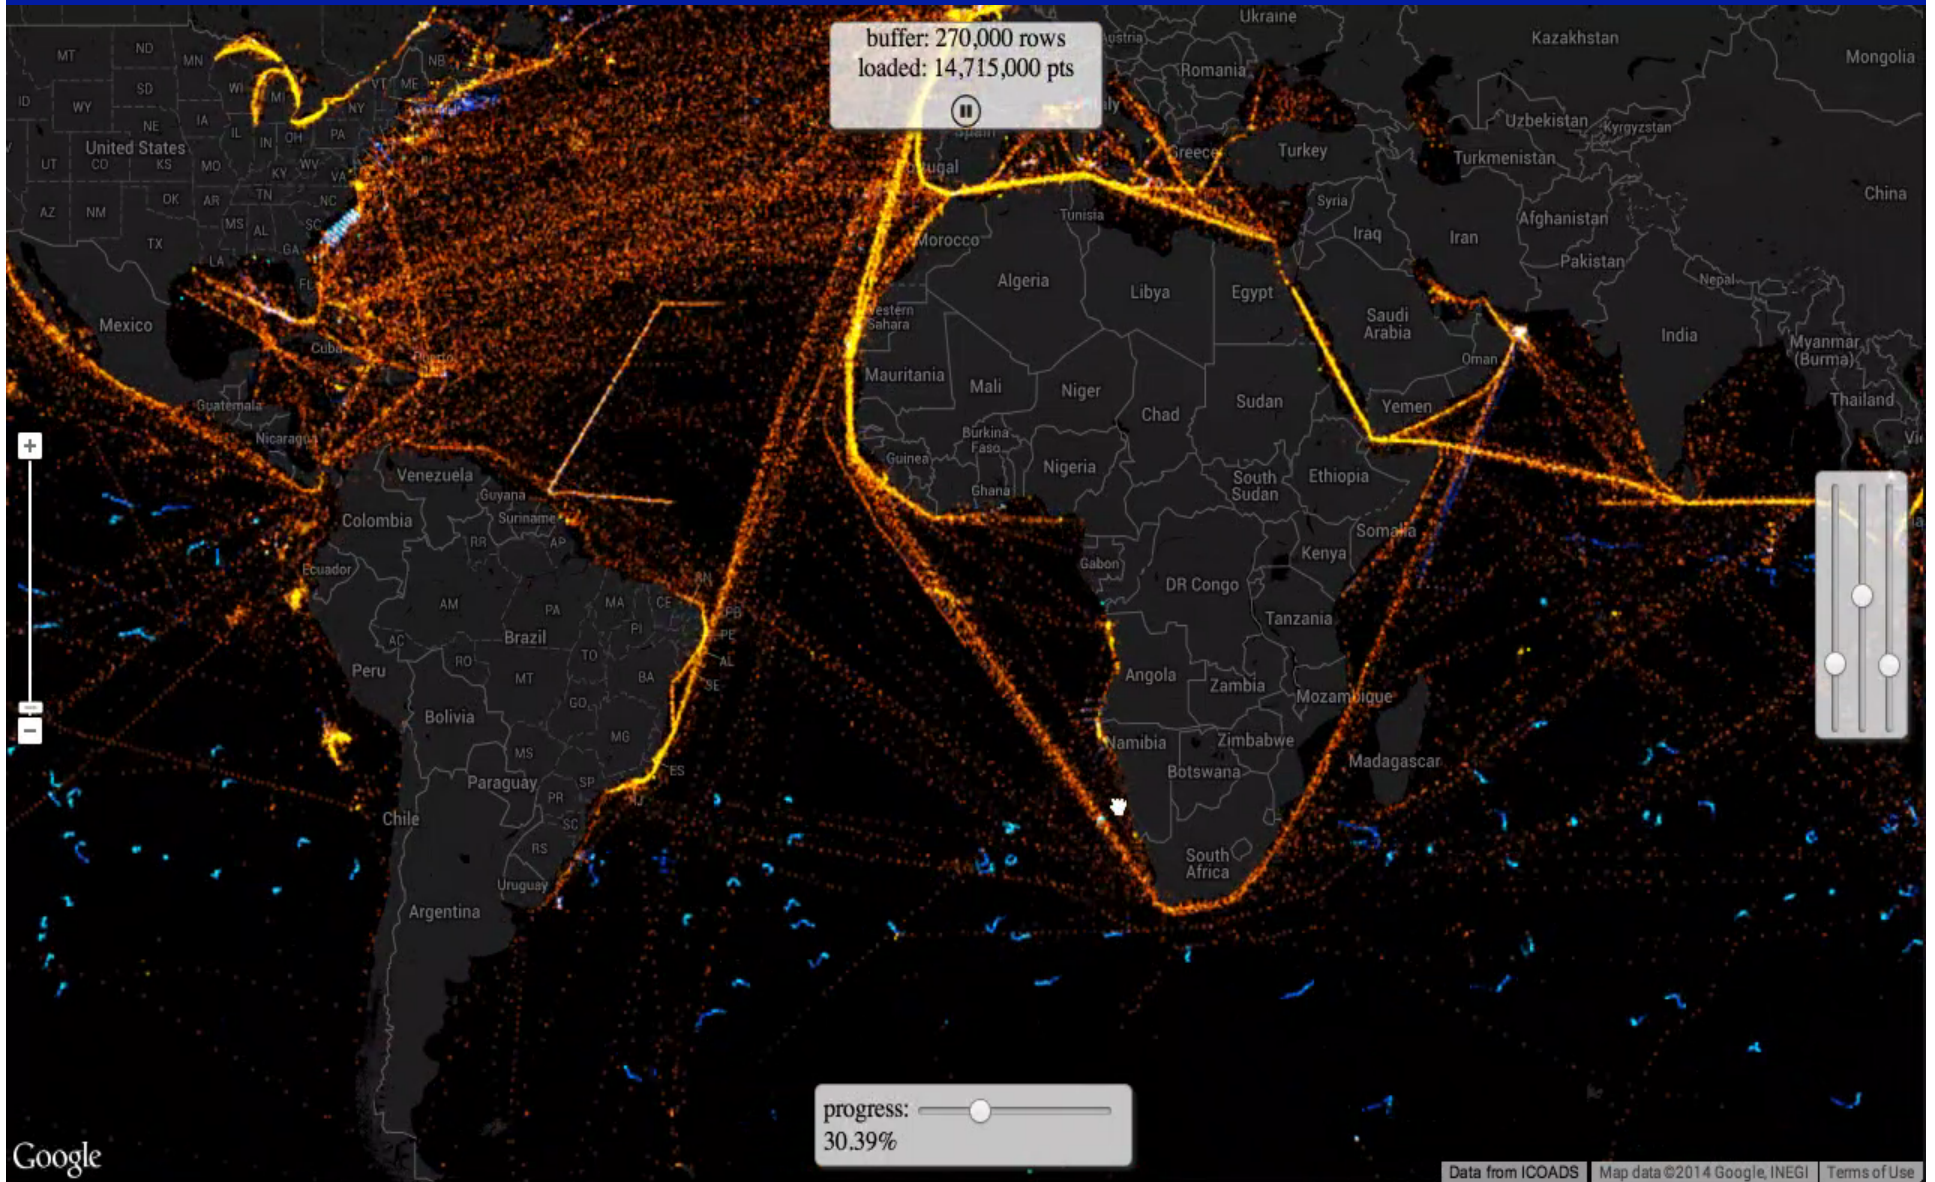 buffer: 270,000 rows
loaded: 14,715,000 pts
Ukraine
Kazakhstan
Mongolia
Austria
Romania
MT
ND
MN
NB
ID
WY
SD
WI
MI
VT
ME
NY
Uzbekistan
Kyrgyzstan
NE
IA
IL
IN
OH
PA
Spain
Greece
Turkey
Turkmenistan
United States
UT
CO
KS
MO
KY
WV
VA
China
OK
AR
TN
NC
Syria
Afghanistan
AZ
NM
MS
AL
SC
Tunisia
Iraq
Iran
TX
LA
GA
Morocco
Pakistan
FL
Algeria
Libya
Egypt
Nepal
Mexico
Western
Sahara
Saudi
Arabia
India
Myanmar
(Burma)
Cuba
Puerto
Oman
Mauritania
Mali
Niger
Chad
Sudan
Yemen
Thailand
Guatemala
Nicaragua
Burkina
Faso
Guinea
Nigeria
Venezuela
Guyana
Ghana
South
Sudan
Ethiopia
Suriname
Colombia
Somalia
RR
AP
Gabon
Kenya
Ecuador
DR Congo
RN
AM
PA
MA
CE
PB
Tanzania
AC
Brazil
PI
PE
RO
TO
AL
Peru
MT
BA
SE
Angola
Zambia
Mozambique
GO
Bolivia
MG
Namibia
Zimbabwe
MS
ES
Botswana
Madagascar
Paraguay
SP
PR
RJ
Chile
SC
RS
South
Africa
Uruguay
Argentina
progress:
30.39%
Google
Data from ICOADS
Map data ©2014 Google, INEGI
Terms of Use